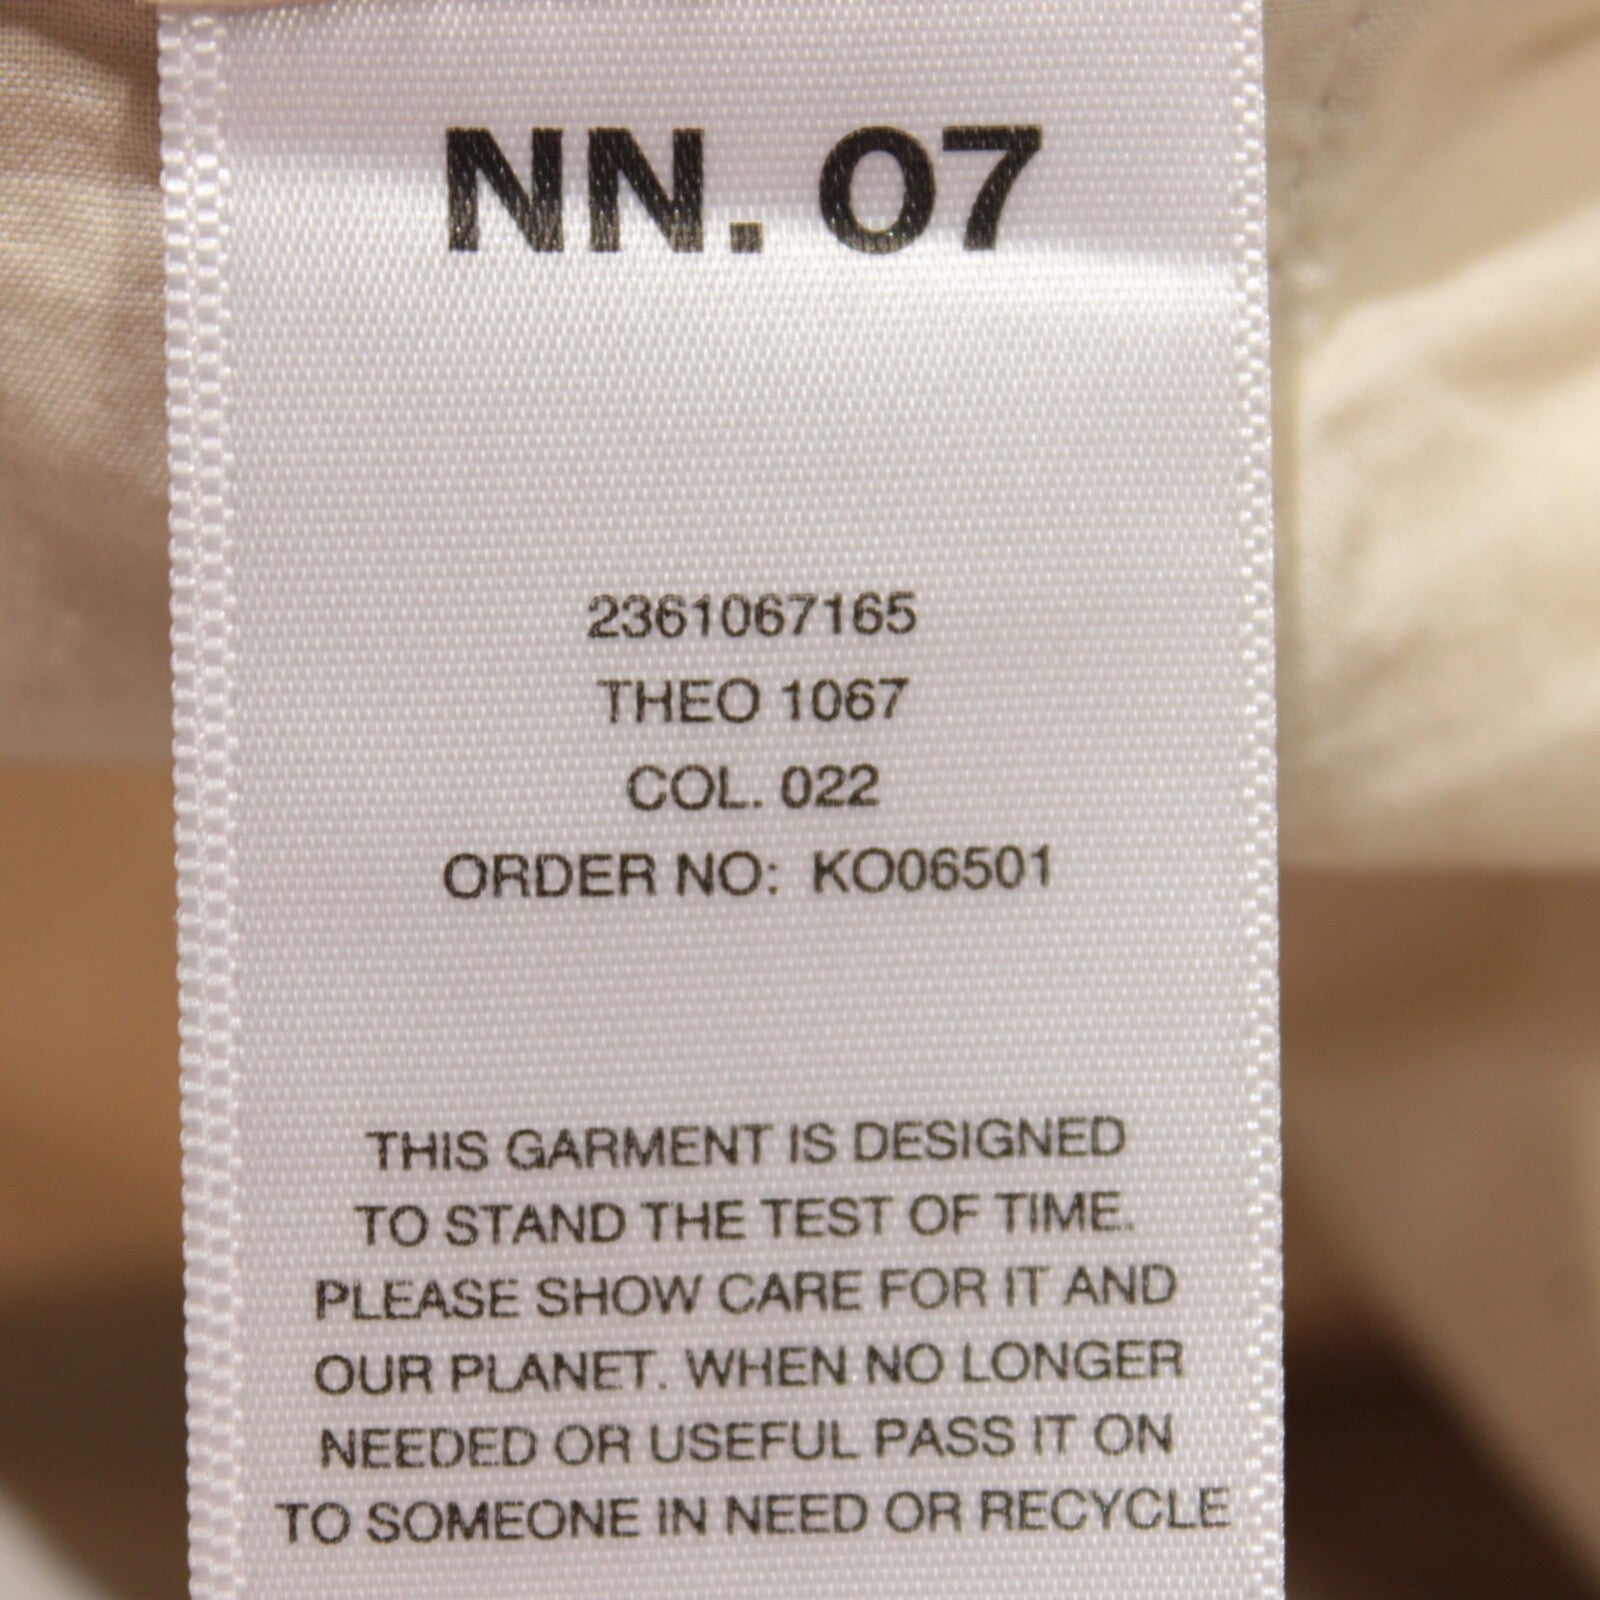 NN. 07
2361067165
THEO 1067
COL. 022
ORDER NO: KO06501
THIS GARMENT IS DESIGNED
TO STAND THE TEST OF TIME.
PLEASE SHOW CARE FOR IT AND
OUR PLANET. WHEN NO LONGER
NEEDED OR USEFUL PASS IT ON
TO SOMEONE IN NEED OR RECYCLE